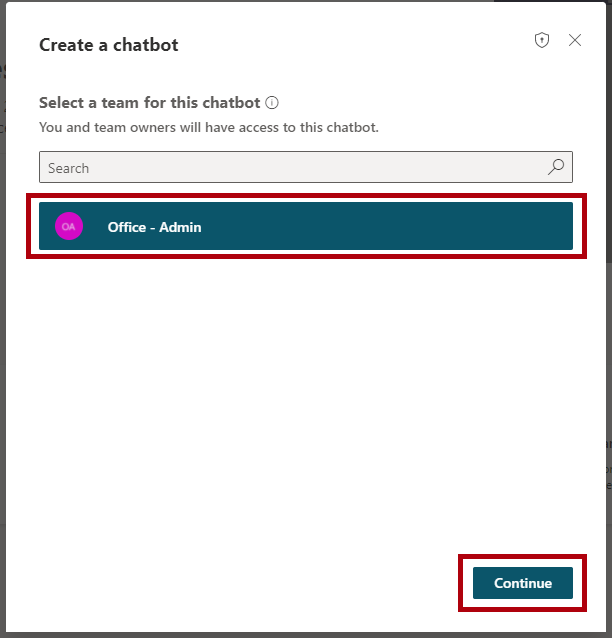 Create a chatbot
Select a team for this chatbot
You and team owners will have access to this chatbot.
Search
OA
Office - Admin
Continue